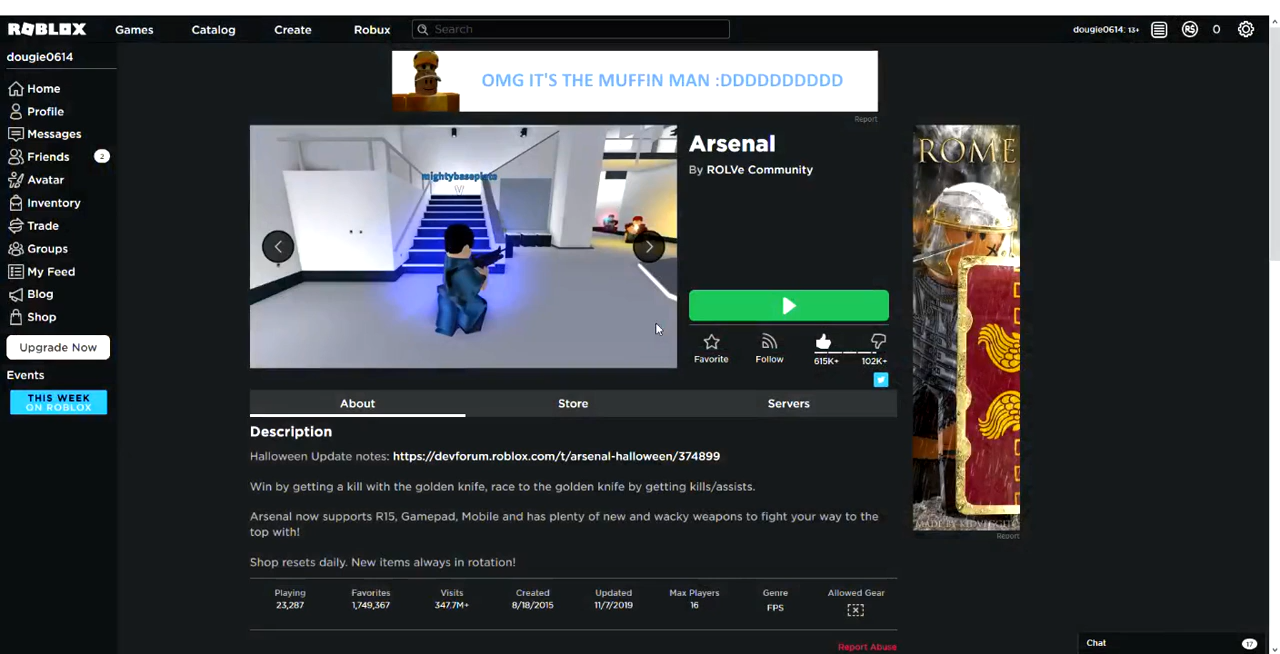 ROBLOX
Games
Catalog
Create
Robux
Search
dougie0614: 13+
R$
0
dougie0614
Home
Profile
Messages
Friends
2
Avatar
Inventory
Trade
Groups
My Feed
Blog
Shop
Upgrade Now
Events
THIS WEEK
ON ROBLOX
OMG IT'S THE MUFFIN MAN :DDDDDDDDDD
Report
mightybaseplate
Arsenal
By ROLVe Community
Favorite
Follow
615K+
102K+
ROME
MADE BY
Report
About
Store
Servers
Description
Halloween Update notes: https://devforum.roblox.com/t/arsenal-halloween/374899
Win by getting a kill with the golden knife, race to the golden knife by getting kills/assists.
Arsenal now supports R15, Gamepad, Mobile and has plenty of new and wacky weapons to fight your way to the
top with!
Shop resets daily. New items always in rotation!
Playing
Favorites
Visits
Created
Updated
Max Players
Genre
Allowed Gear
23,287
1,749,367
347.7M+
8/18/2015
11/7/2019
16
FPS
Report Abuse
Chat
17